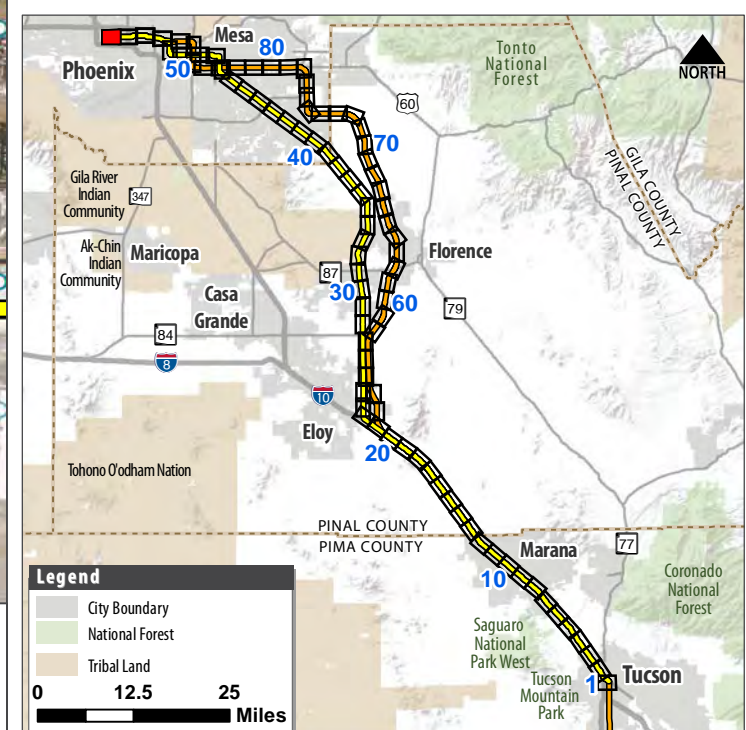 Mesa
80
Tonto
National
Forest
NORTH
Phoenix
50
60
70
40
GILA COUNTY
PINAL COUNTY
Gila River
Indian
Community
347
Ak-Chin
Indian
Community
Maricopa
Florence
87
Casa
Grande
30
60
79
84
8
10
Eloy
20
Tohono O'odham Nation
PINAL COUNTY
PIMA COUNTY
Marana
77
10
Coronado
National
Forest
Saguaro
National
Park West
Tucson
Mountain
Park
1
Tucson
Legend
City Boundary
National Forest
Tribal Land
0 12.5 25
Miles